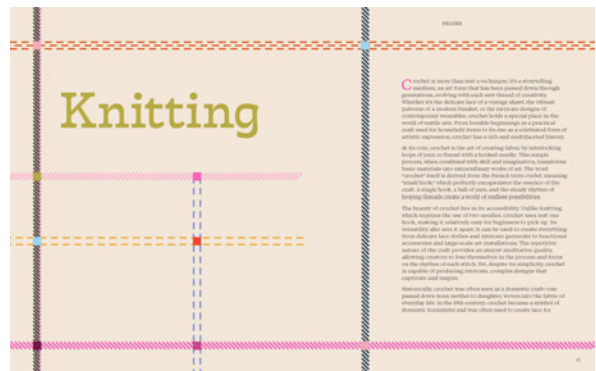 HEADER
Knitting
Crochet is more than just a technique; it's a storytelling
medium, an art form that has been passed down through
generations, evolving with each new thread of creativity.
Whether it's the delicate lace of a vintage shawl, the vibrant
patterns of a modern blanket, or the intricate designs of
contemporary wearables, crochet holds a special place in the
world of textile arts. From humble beginnings as a practical
craft used for household items to its rise as a celebrated form of
artistic expression, crochet has a rich and multifaceted history.
At its core, crochet is the art of creating fabric by interlocking
loops of yarn or thread with a hooked needle. This simple
process, when combined with skill and imagination, transforms
basic materials into extraordinary works of art. The word
"crochet" itself is derived from the French term crochet, meaning
"small hook," which perfectly encapsulates the essence of the
craft. A single hook, a ball of yarn, and the steady rhythm of
looping threads create a world of endless possibilities.
The beauty of crochet lies in its accessibility. Unlike knitting,
which requires the use of two needles, crochet uses just one
hook, making it relatively easy for beginners to pick up. Its
versatility also sets it apart: it can be used to create everything
from delicate lace doilies and intricate garments to functional
accessories and large-scale art installations. The repetitive
nature of the craft provides an almost meditative quality,
allowing creators to lose themselves in the process and focus
on the rhythm of each stitch. Yet, despite its simplicity, crochet
is capable of producing intricate, complex designs that
captivate and inspire.
Historically, crochet was often seen as a domestic craft—one
passed down from mother to daughter, woven into the fabric of
everyday life. In the 19th century, crochet became a symbol of
domestic femininity and was often used to create lace for